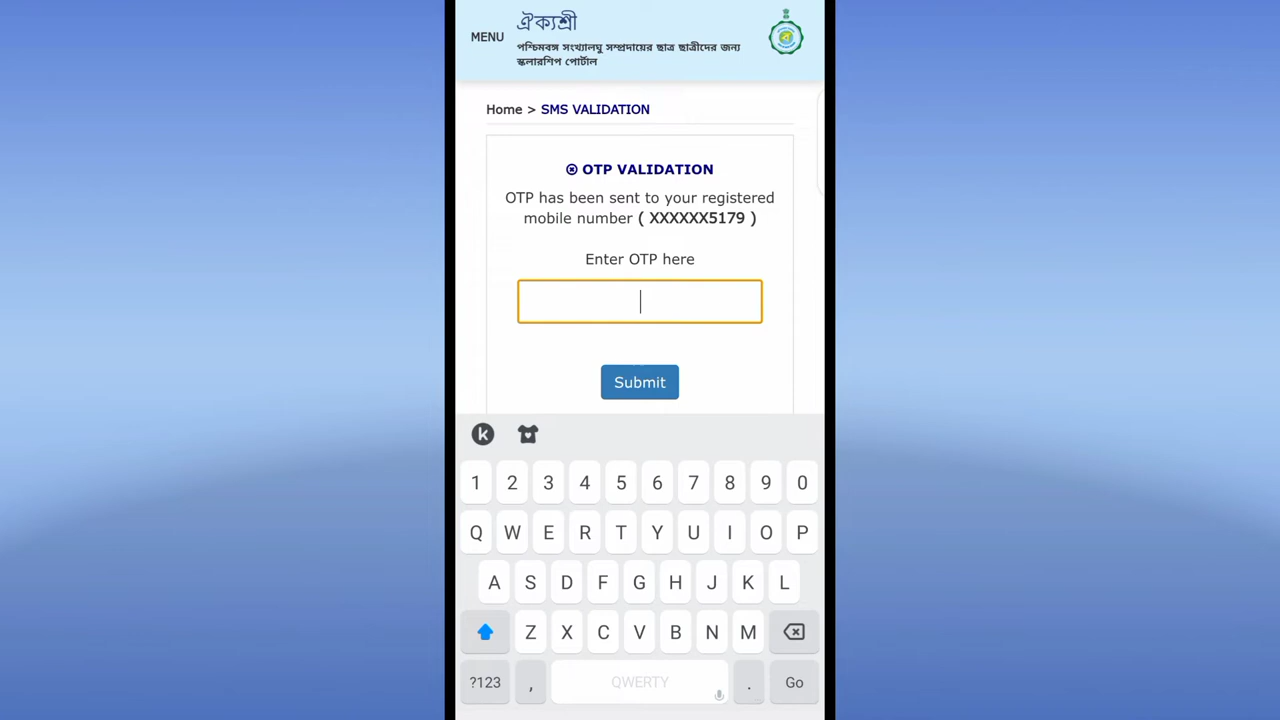 MENU
ঐক্যশ্রী
পশ্চিমবঙ্গ সংখ্যালঘু সম্প্রদায়ের ছাত্র ছাত্রীদের জন্য
স্কলারশিপ পোর্টাল
Home > SMS VALIDATION
OTP VALIDATION
OTP has been sent to your registered
mobile number ( XXXXXX5179 )
Enter OTP here
Submit
1 2 3 4 5 6 7 8 9 0
Q W E R T Y U I O P
A S D F G H J K L
Z X C V B N M
?123 , QWERTY . Go